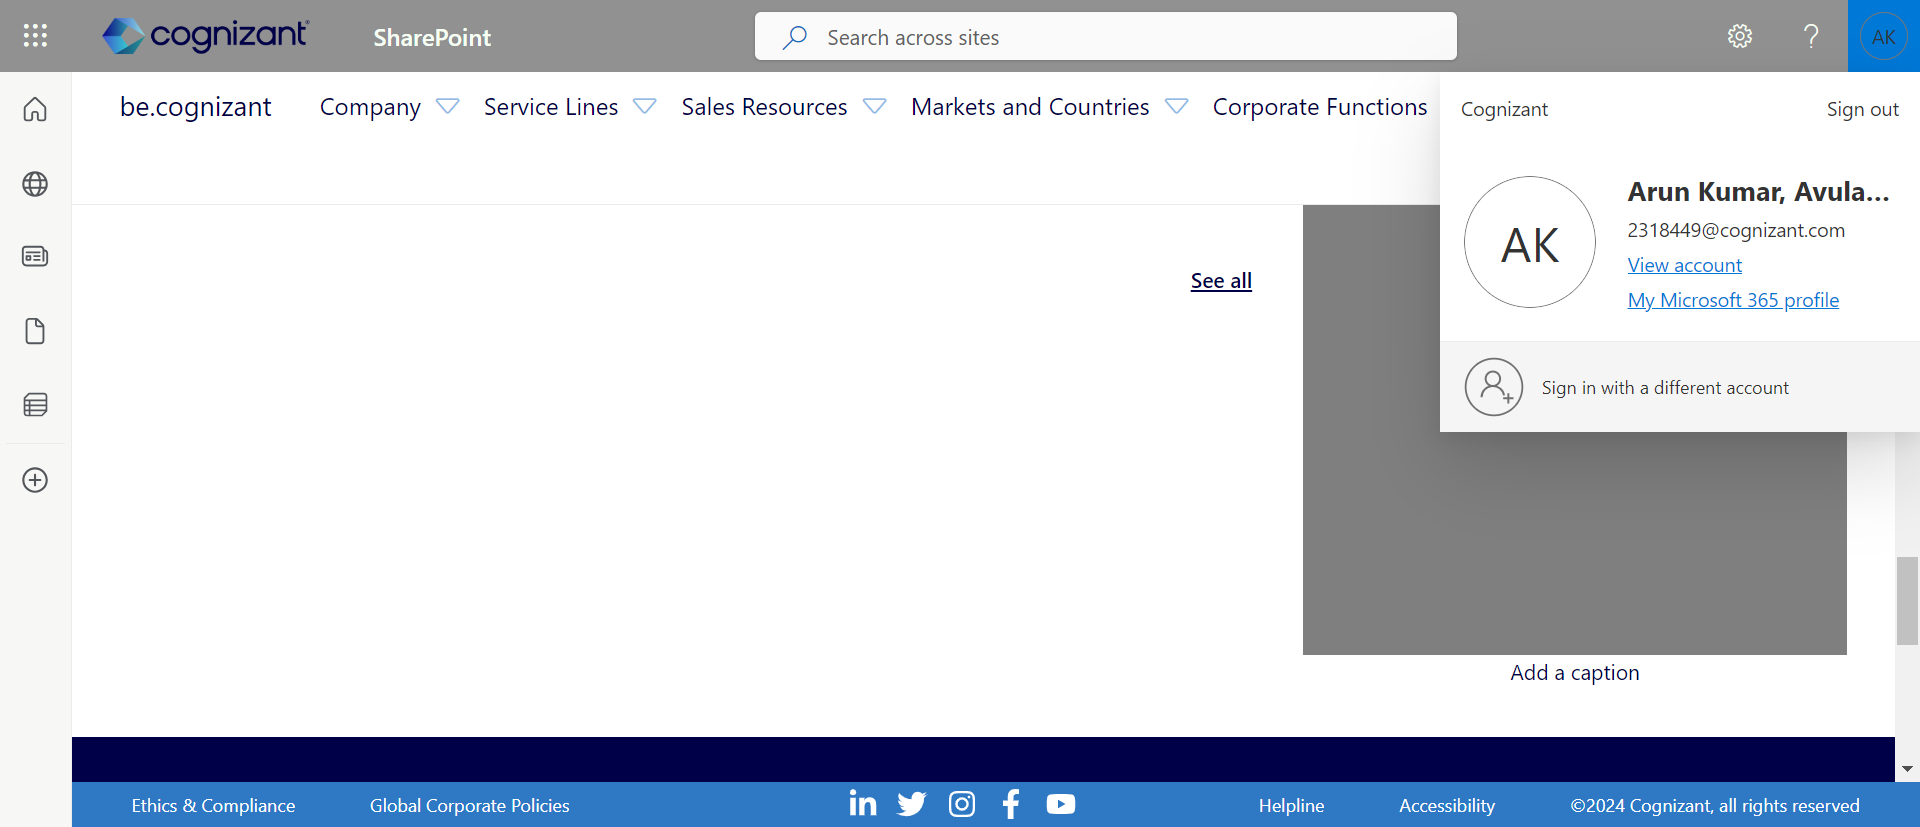 cognizant
SharePoint
Search across sites
AK
be.cognizant
Company
Service Lines
Sales Resources
Markets and Countries
Corporate Functions
Cognizant
Sign out
AK
Arun Kumar, Avula...
2318449@cognizant.com
View account
My Microsoft 365 profile
Sign in with a different account
See all
Add a caption
Ethics & Compliance
Global Corporate Policies
Helpline
Accessibility
©2024 Cognizant, all rights reserved